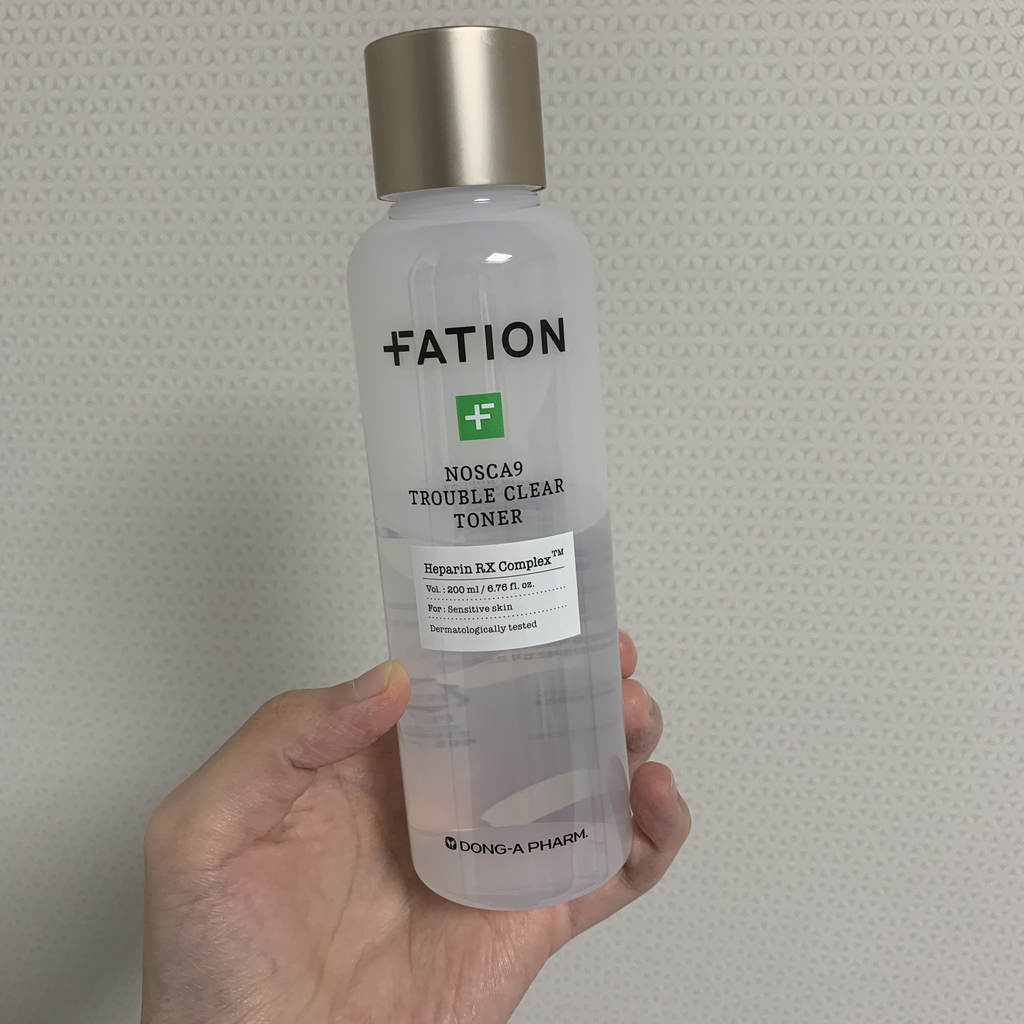 FATION
F
NOSCA9
TROUBLE CLEAR
TONER
Heparin RX Complex™
Vol. : 200 ml / 6.76 fl. oz.
For : Sensitive skin
Dermatologically tested
DONG-A PHARM.